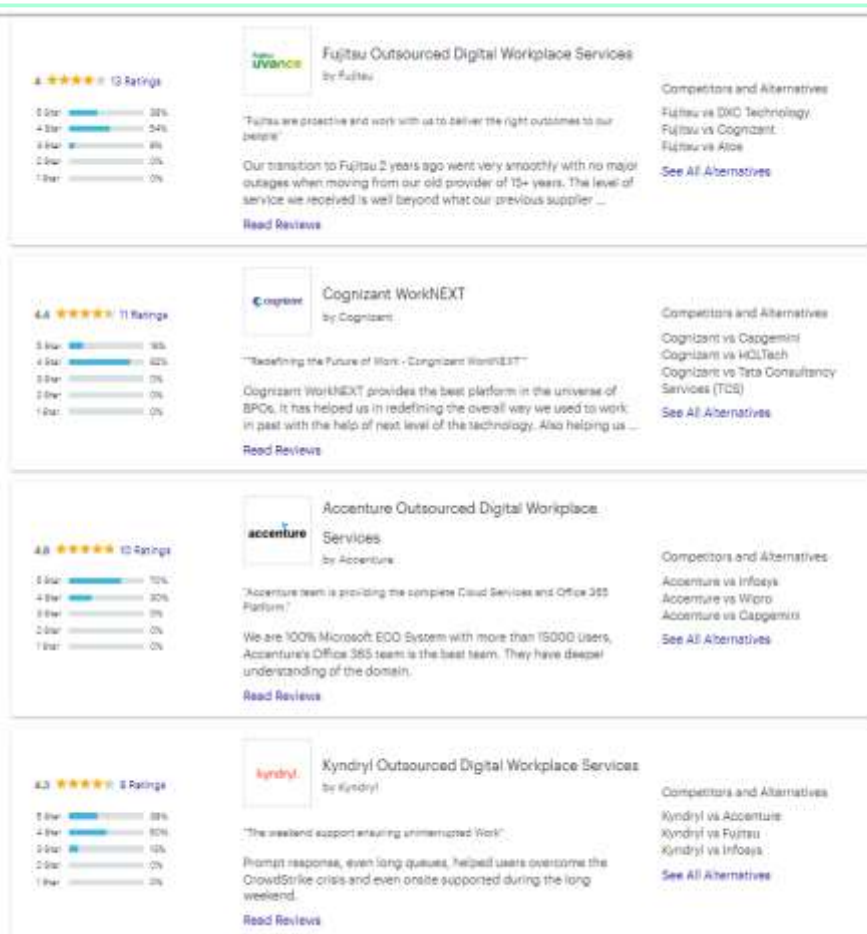 Fujitsu
uvance
Fujitsu Outsourced Digital Workplace Services
by Fujitsu
4 13 Ratings
5 Star 38%
4 Star 54%
3 Star 8%
2 Star 0%
1 Star 0%
"Fujitsu are proactive and work with us to deliver the right outcomes to our
people"
Our transition to Fujitsu 2 years ago went very smoothly with no major
outages when moving from our old provider of 15+ years. The level of
service we received is well beyond what our previous supplier ...
Read Reviews
Competitors and Alternatives
Fujitsu vs DXC Technology
Fujitsu vs Cognizant
Fujitsu vs Atos
See All Alternatives
cognizant
Cognizant WorkNEXT
by Cognizant
11 Ratings
5 Star 18%
4 Star 82%
3 Star 0%
2 Star 0%
1 Star 0%
""Redefining the Future of Work - Congnizant WorkNEXT""
Cognizant WorkNEXT provides the best platform in the universe of
BPOs. It has helped us in redefining the overall way we used to work
in past with the help of next level of the technology. Also helping us ...
Read Reviews
Competitors and Alternatives
Cognizant vs Capgemini
Cognizant vs HCLTech
Cognizant vs Tata Consultancy
Services (TCS)
See All Alternatives
accenture
Accenture Outsourced Digital Workplace
Services
by Accenture
10 Ratings
5 Star 70%
4 Star 30%
3 Star 0%
2 Star 0%
1 Star 0%
"Accenture team is providing the complete Cloud Services and Office 365
Platform."
We are 100% Microsoft ECO System with more than 15000 users,
Accenture's Office 365 team is the best team. They have deeper
understanding of the domain.
Read Reviews
Competitors and Alternatives
Accenture vs Infosys
Accenture vs Wipro
Accenture vs Capgemini
See All Alternatives
kyndryl
Kyndryl Outsourced Digital Workplace Services
by Kyndryl
4.3 Ratings
5 Star 38%
4 Star 50%
3 Star 13%
2 Star 0%
1 Star 0%
"The weekend support ensuring uninterrupted Work"
Prompt response, even long queues, helped users overcome the
CrowdStrike crisis and even onsite supported during the long
weekend.
Read Reviews
Competitors and Alternatives
Kyndryl vs Accenture
Kyndryl vs Fujitsu
Kyndryl vs Infosys
See All Alternatives